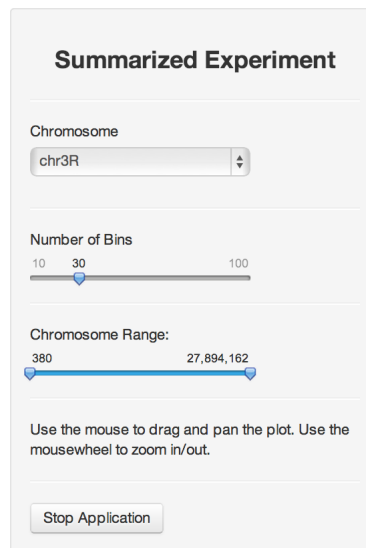 Summarized Experiment
Chromosome
chr3R
Number of Bins
10 30 100
Chromosome Range:
380 27,894,162
Use the mouse to drag and pan the plot. Use the
mousewheel to zoom in/out.
Stop Application